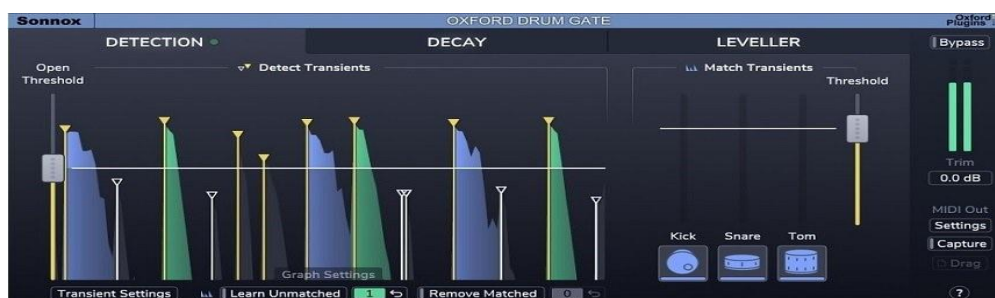 Sonnox
OXFORD DRUM GATE
Oxford
Plugins
DETECTION
DECAY
LEVELLER
Bypass
Open
Threshold
Detect Transients
Match Transients
Threshold
Trim
0.0 dB
MIDI Out
Settings
Capture
Drag
Kick
Snare
Tom
Graph Settings
Transient Settings
Learn Unmatched
1
Remove Matched
0
?